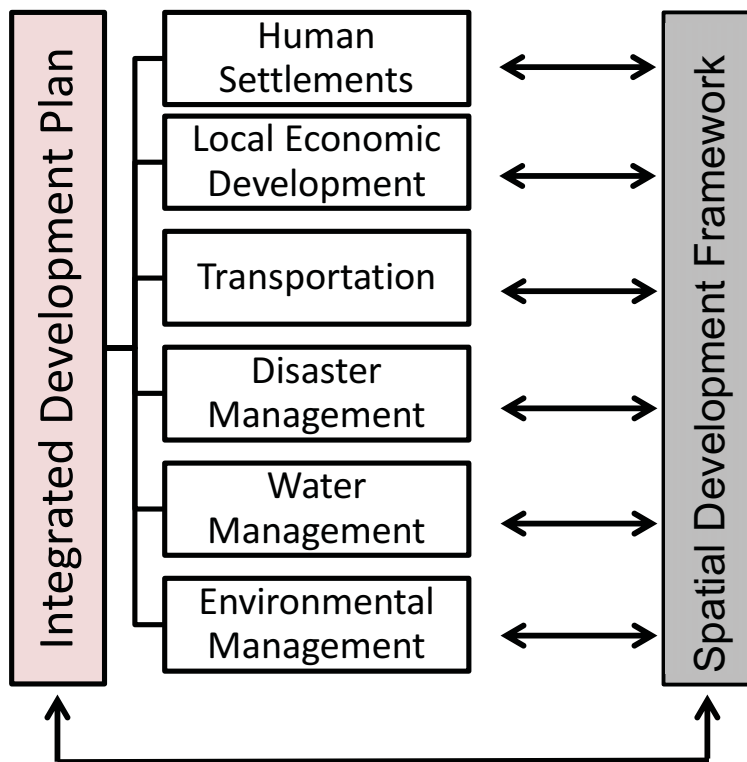 Integrated Development Plan
Human
Settlements
Local Economic
Development
Transportation
Disaster
Management
Water
Management
Environmental
Management
Spatial Development Framework